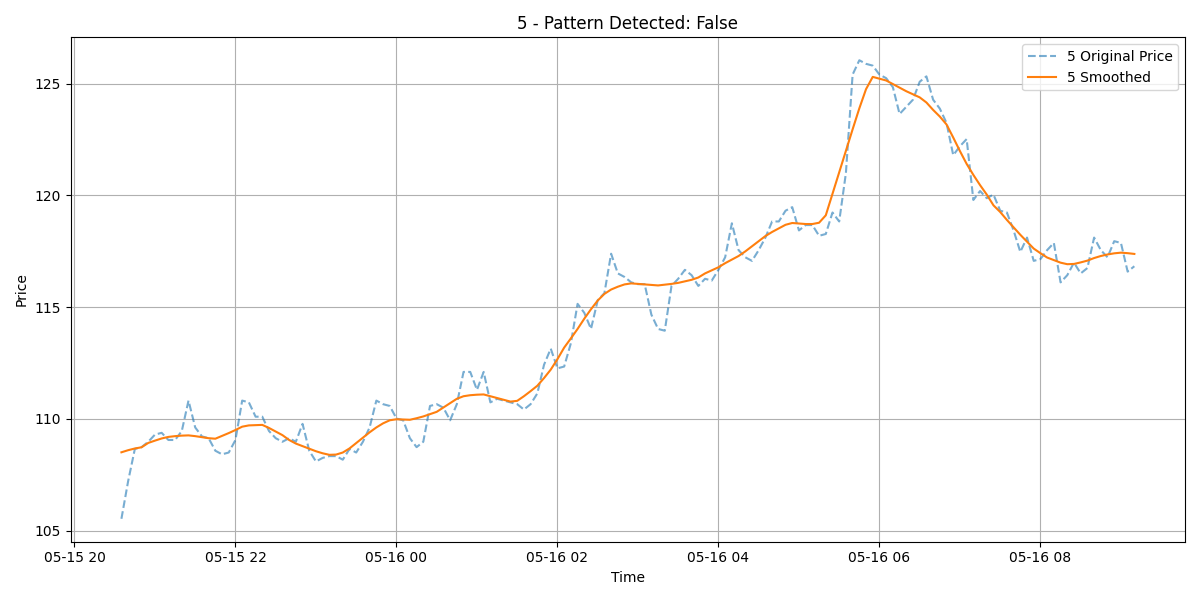 5 - Pattern Detected: False
5 Original Price
5 Smoothed
125
120
115
110
105
Price
05-15 20
05-15 22
05-16 00
05-16 02
05-16 04
05-16 06
05-16 08
Time